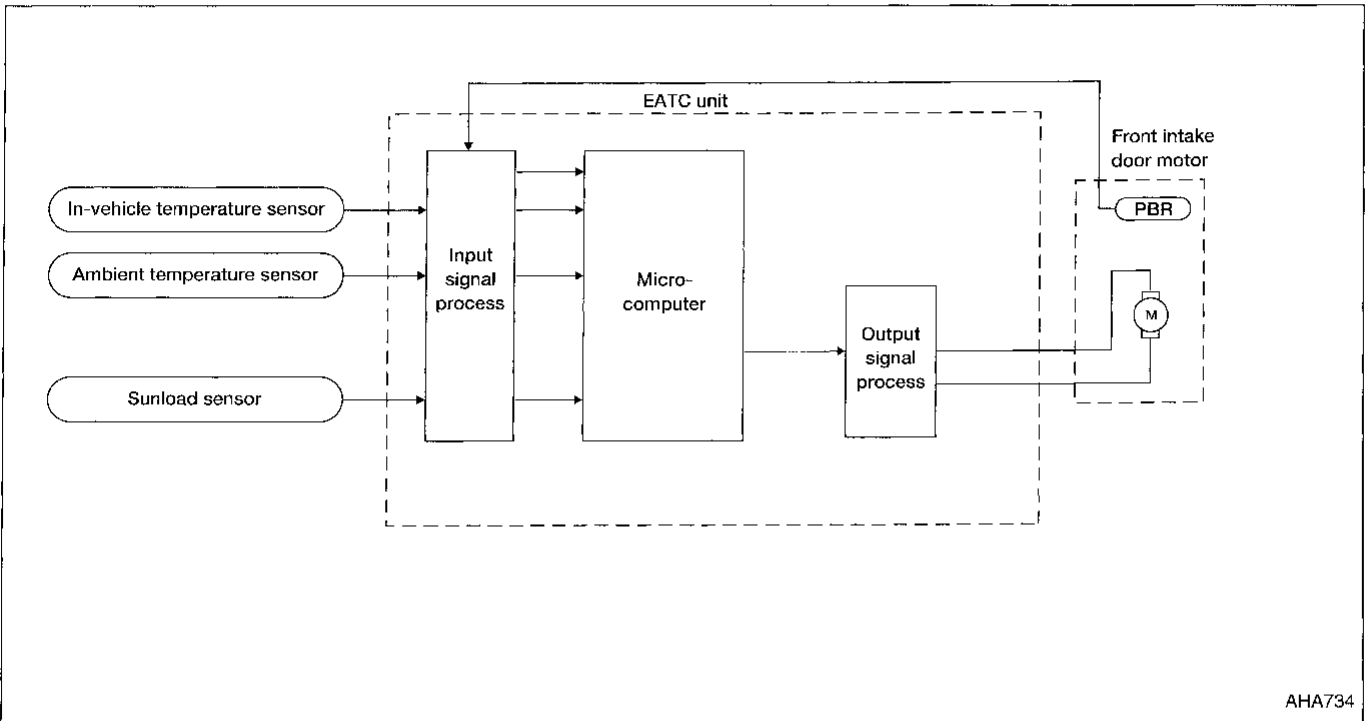 EATC unit
Front intake
door motor
PBR
In-vehicle temperature sensor
Ambient temperature sensor
Sunload sensor
Input
signal
process
Micro-
computer
Output
signal
process
M
AHA734